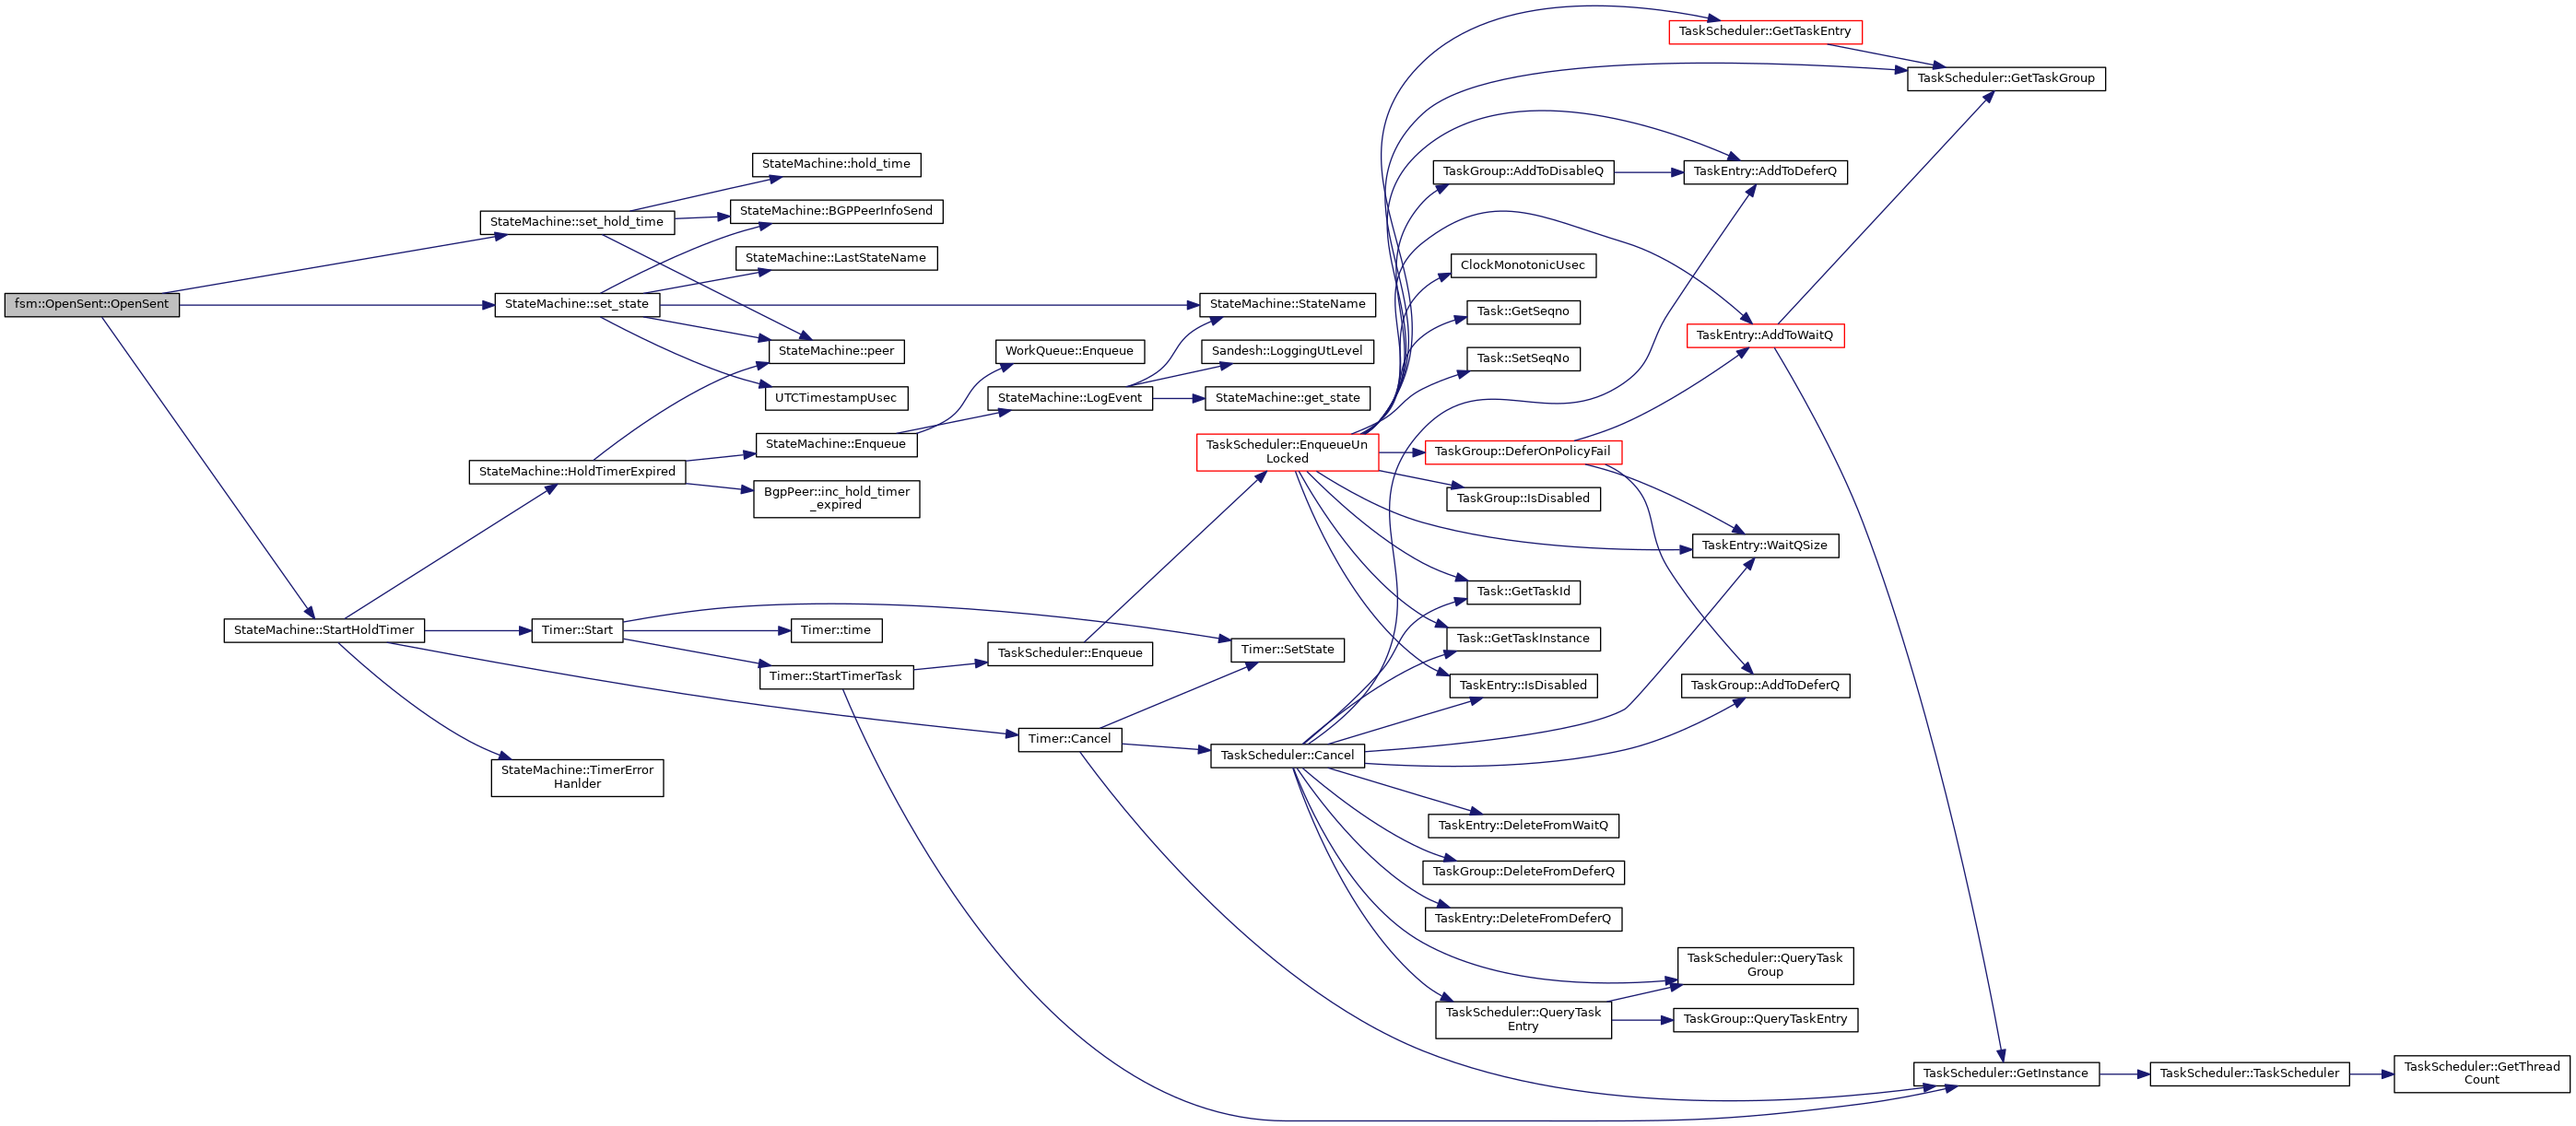 TaskScheduler::GetTaskEntry
TaskScheduler::GetTaskGroup
StateMachine::hold_time
TaskGroup::AddToDisableQ
TaskEntry::AddToDeferQ
StateMachine::BGPPeerInfoSend
StateMachine::set_hold_time
StateMachine::LastStateName
ClockMonotonicUsec
fsm::OpenSent::OpenSent
StateMachine::set_state
StateMachine::StateName
Task::GetSeqno
TaskEntry::AddToWaitQ
StateMachine::peer
WorkQueue::Enqueue
Sandesh::LoggingUtLevel
Task::SetSeqNo
UTCTimestampUsec
StateMachine::LogEvent
StateMachine::get_state
StateMachine::Enqueue
TaskScheduler::EnqueueUn
Locked
TaskGroup::DeferOnPolicyFail
StateMachine::HoldTimerExpired
BgpPeer::inc_hold_timer
_expired
TaskGroup::IsDisabled
TaskEntry::WaitQSize
Task::GetTaskId
StateMachine::StartHoldTimer
Timer::Start
Timer::time
TaskScheduler::Enqueue
Timer::SetState
Task::GetTaskInstance
Timer::StartTimerTask
TaskEntry::IsDisabled
TaskGroup::AddToDeferQ
Timer::Cancel
TaskScheduler::Cancel
StateMachine::TimerError
Hanlder
TaskEntry::DeleteFromWaitQ
TaskGroup::DeleteFromDeferQ
TaskEntry::DeleteFromDeferQ
TaskScheduler::QueryTask
Group
TaskScheduler::QueryTask
Entry
TaskGroup::QueryTaskEntry
TaskScheduler::GetInstance
TaskScheduler::TaskScheduler
TaskScheduler::GetThread
Count